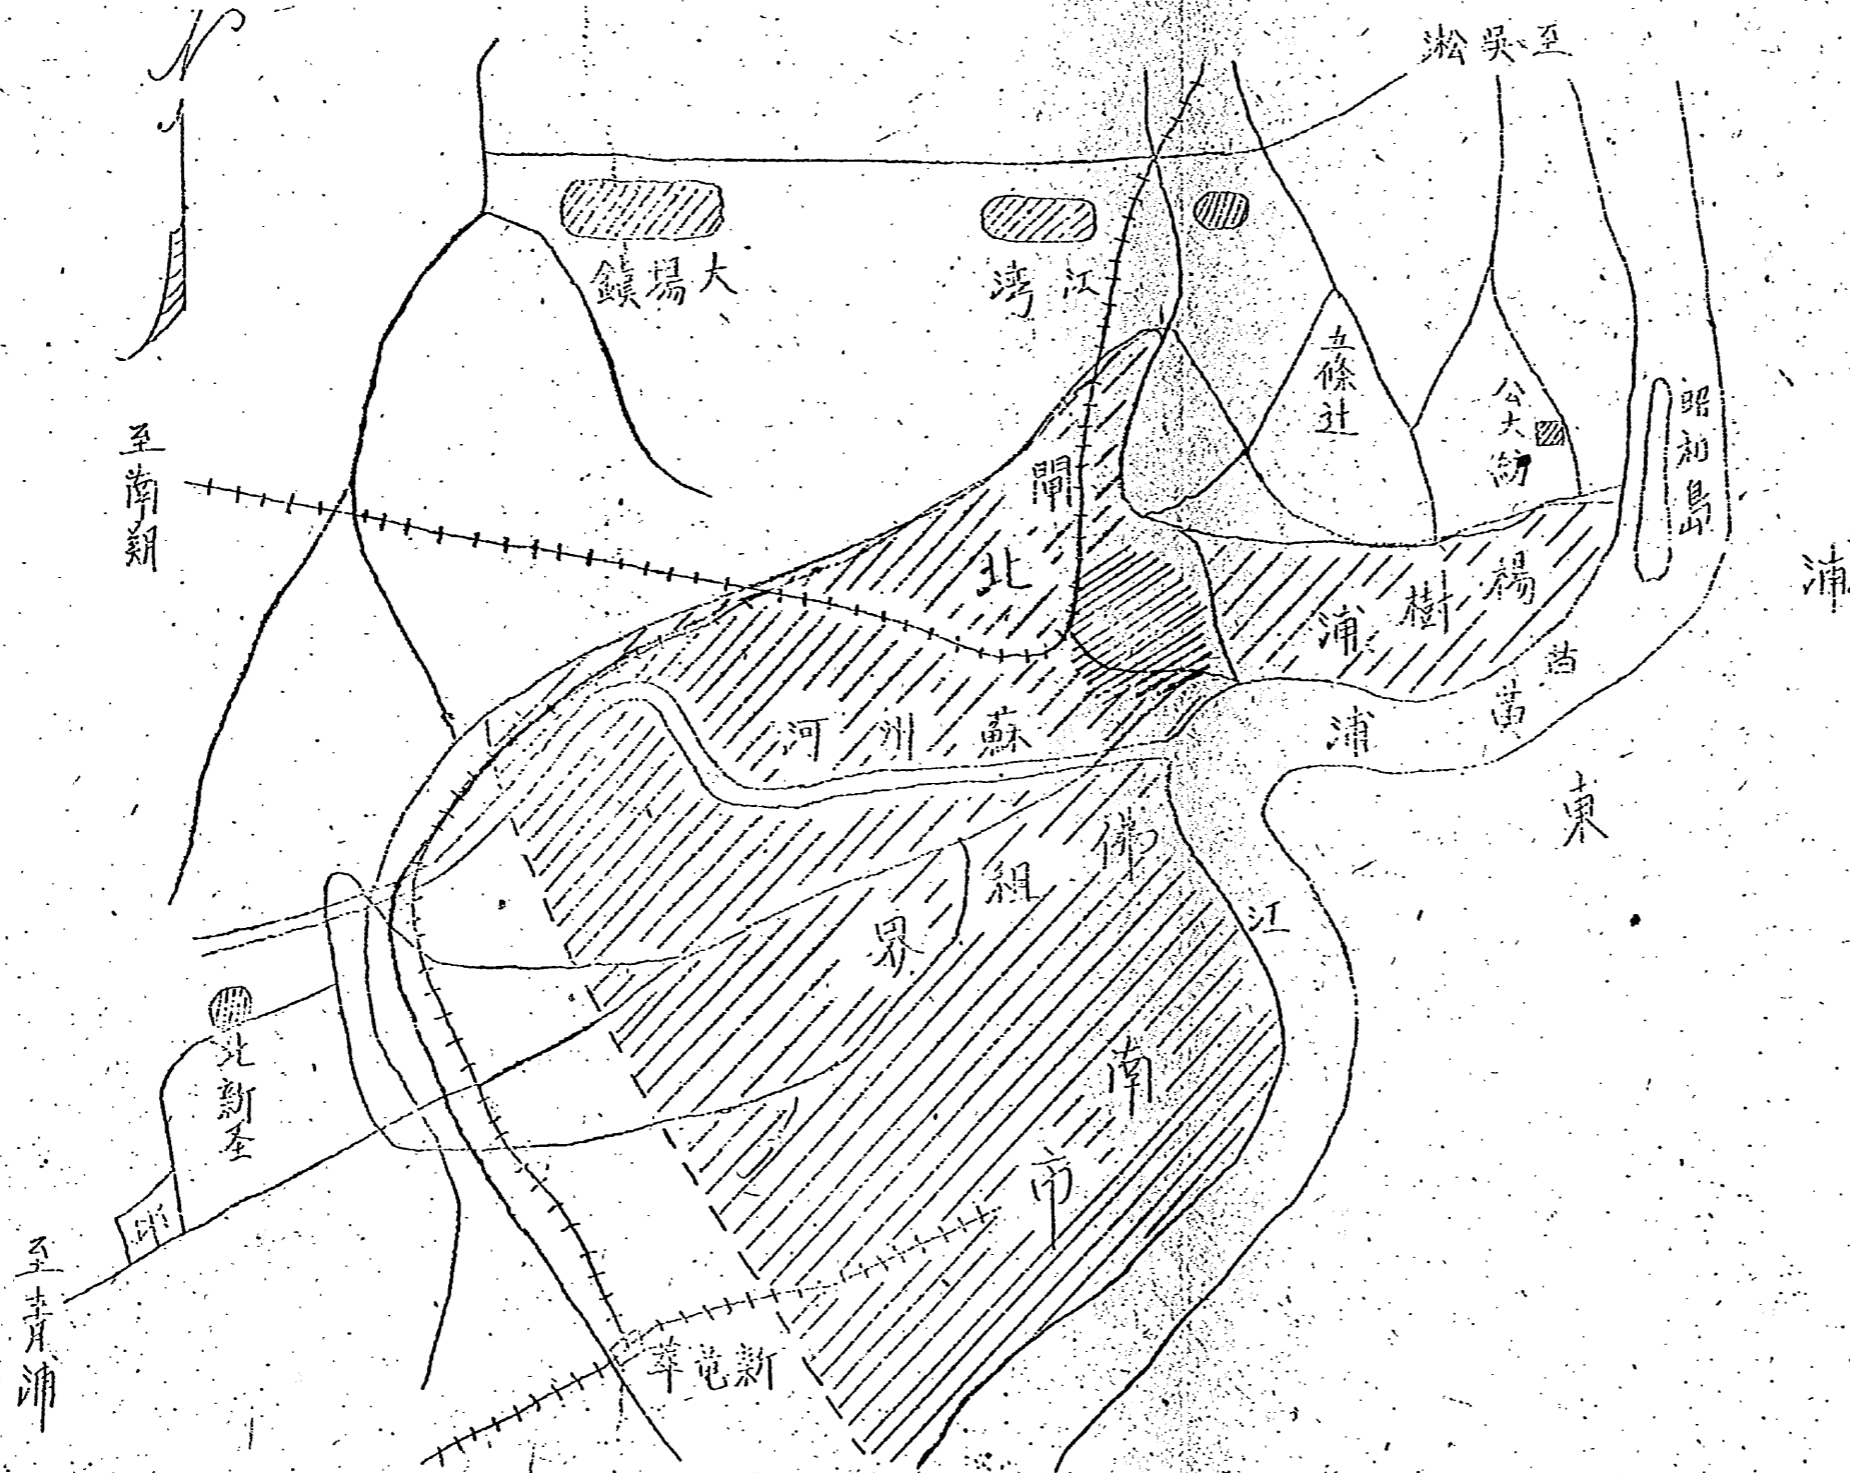 至吳淞
大場鎮
江湾
五條辻
公大紡
昭和島
至南翔
閘北
楊樹浦
浦東
蘇州河
黄浦江
佛租界
南市
北新圣
至青浦
新竜華